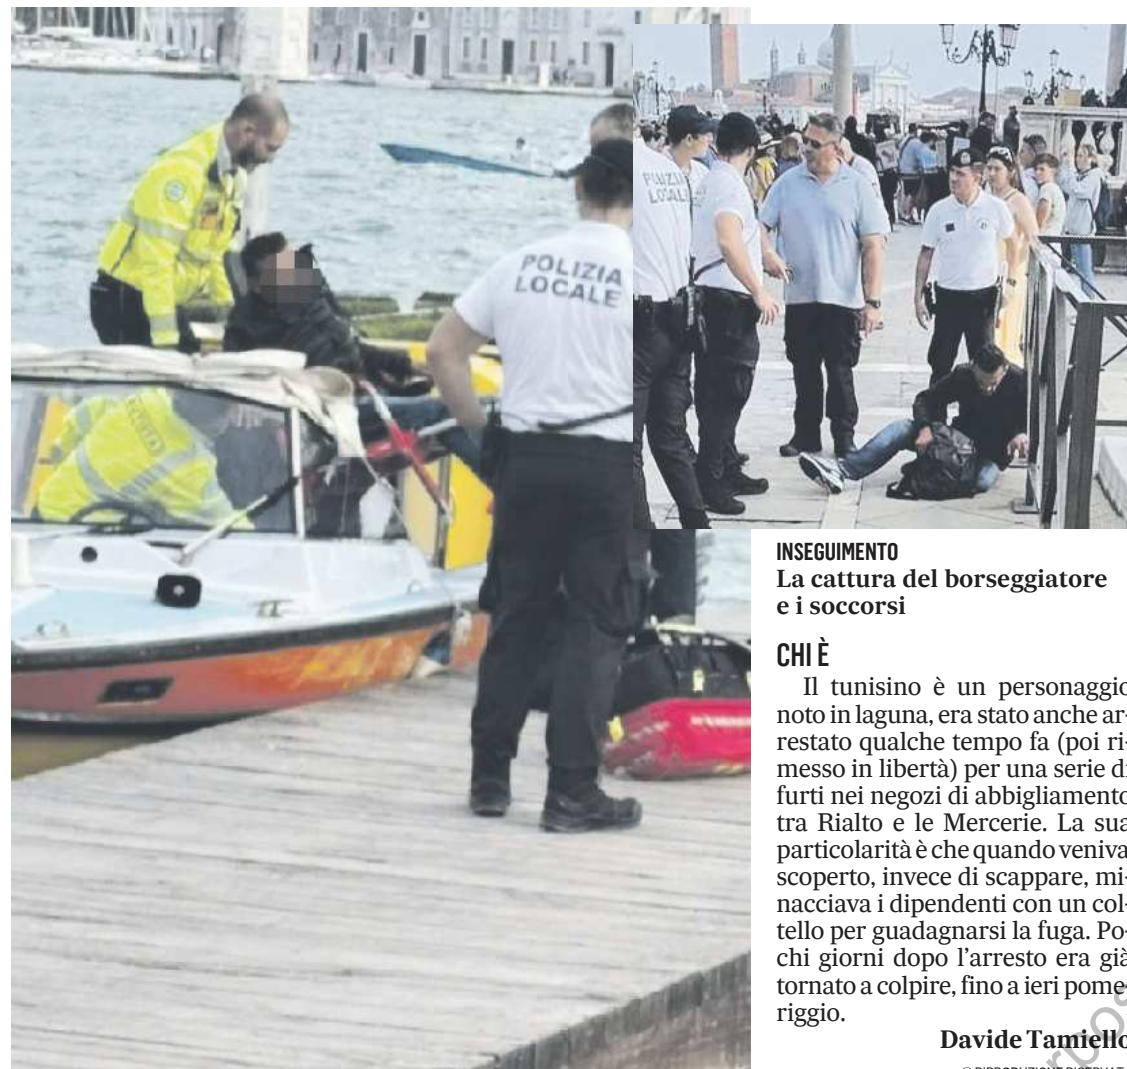 POLIZIA
LOCALE
POLIZIA
LOCALE
INSEGUIMENTO
La cattura del borseggiatore
e i soccorsi
CHI È
Il tunisino è un personaggio
noto in laguna, era stato anche ar-
restato qualche tempo fa (poi ri-
messo in libertà) per una serie di
furti nei negozi di abbigliamento
tra Rialto e le Mercerie. La sua
particolarità è che quando veniva
scoperto, invece di scappare, mi-
nacciava i dipendenti con un col-
tello per guadagnarsi la fuga. Po-
chi giorni dopo l'arresto era già
tornato a colpire, fino a ieri pome-
riggio.
Davide Tamiello